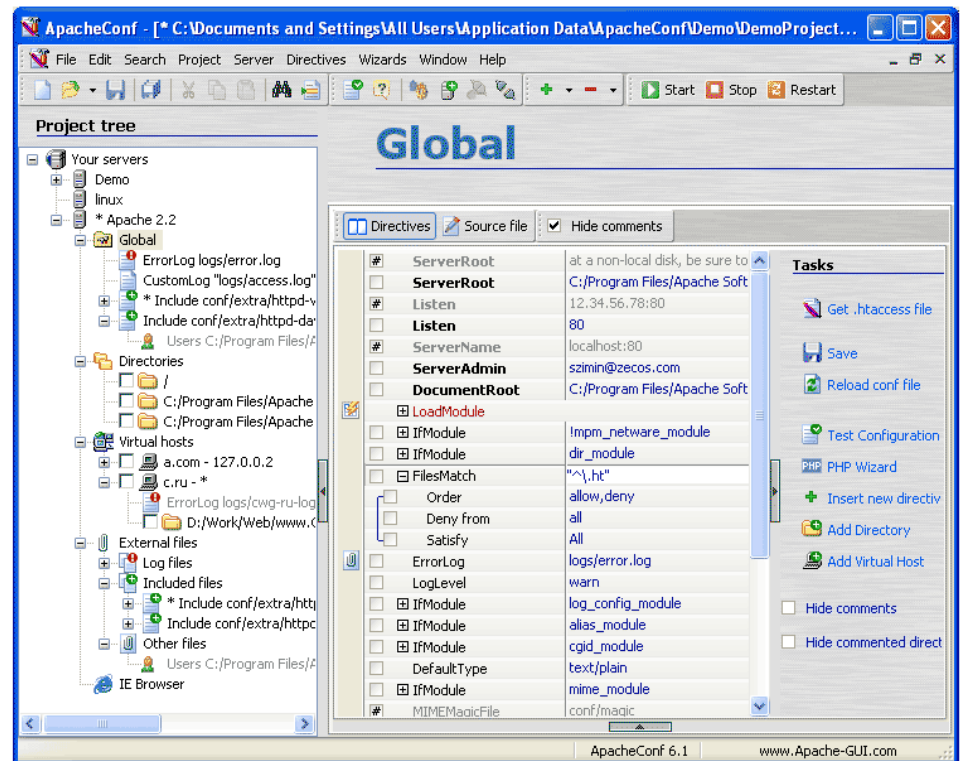 ApacheConf - [* C:\Documents and Settings\All Users\Application Data\ApacheConf\Demo\DemoProject...
File Edit Search Project Server Directives Wizards Window Help
Start Stop Restart
Project tree
Your servers
Demo
linux
* Apache 2.2
Global
ErrorLog logs/error.log
CustomLog "logs/access.log"
* Include conf/extra/httpd-v
Include conf/extra/httpd-da
Users C:/Program Files/A
Directories
/
C:/Program Files/Apache
C:/Program Files/Apache
Virtual hosts
a.com - 127.0.0.2
c.ru - *
ErrorLog logs/cwg-ru-log
D:/Work/Web/www.
External files
Log files
Included files
* Include conf/extra/http
Include conf/extra/httpd
Other files
Users C:/Program Files/A
IE Browser
Global
Directives Source file Hide comments
# ServerRoot at a non-local disk, be sure to
ServerRoot C:/Program Files/Apache Soft
# Listen 12.34.56.78:80
Listen 80
# ServerName localhost:80
ServerAdmin szimin@zecos.com
DocumentRoot C:/Program Files/Apache Soft
LoadModule
IfModule !mpm_netware_module
IfModule dir_module
FilesMatch "^\.ht"
Order allow,deny
Deny from all
Satisfy All
ErrorLog logs/error.log
LogLevel warn
IfModule log_config_module
IfModule alias_module
IfModule cgid_module
DefaultType text/plain
IfModule mime_module
# MIMEMagicFile conf/magic
Tasks
Get .htaccess file
Save
Reload conf file
Test Configuration
PHP PHP Wizard
Insert new directiv
Add Directory
Add Virtual Host
Hide comments
Hide commented direct
ApacheConf 6.1 www.Apache-GUI.com